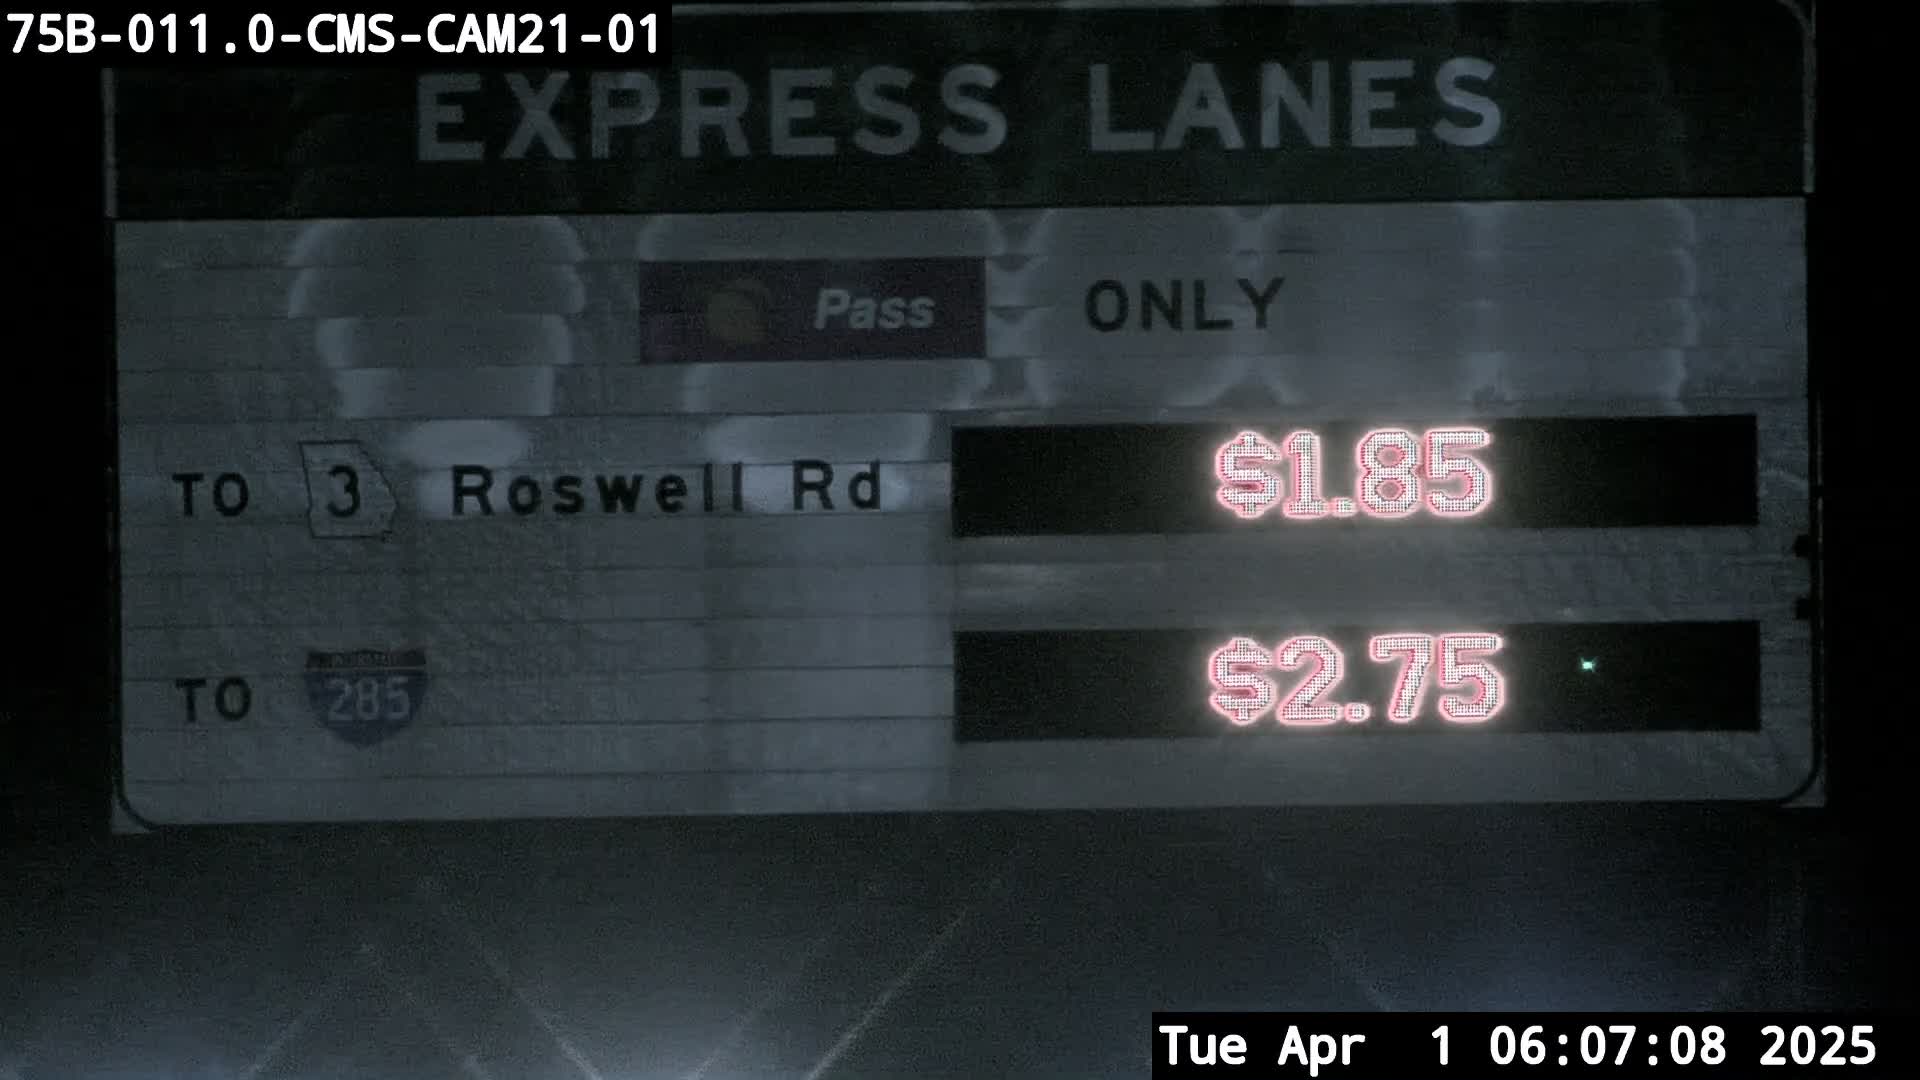 75B-011.0-CMS-CAM21-01
EXPRESS LANES
Pass ONLY
TO 3 Roswell Rd $1.85
INTERSTATE
TO 285 $2.75
Tue Apr 1 06:07:08 2025